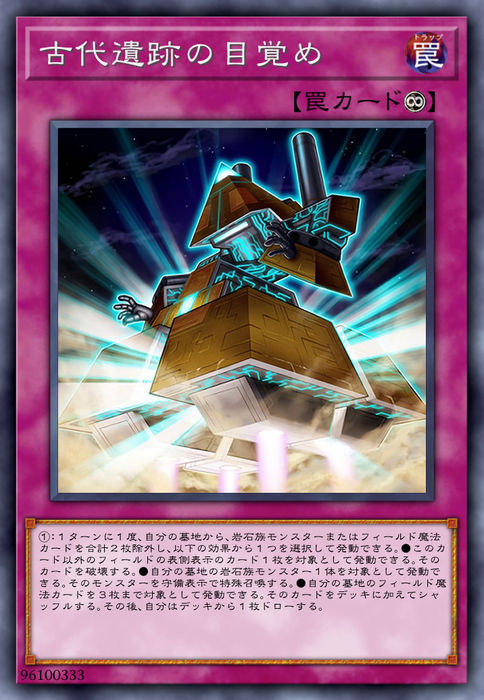 古代遺跡の目覚め
トラップ
罠
【罠カード♾】
①：１ターンに１度、自分の墓地から、岩石族モンスターまたはフィールド魔法
カードを合計２枚除外し、以下の効果から１つを選択して発動できる。●このカ
ード以外のフィールドの表側表示のカード１枚を対象として発動できる。そのカ
ードを破壊する。●自分の墓地の岩石族モンスター１体を対象として発動でき
る。そのモンスターを守備表示で特殊召喚する。●自分の墓地のフィールド魔
法カードを３枚まで対象として発動できる。そのカードをデッキに加えてシャ
ッフルする。その後、自分はデッキから１枚ドローする。
96100333